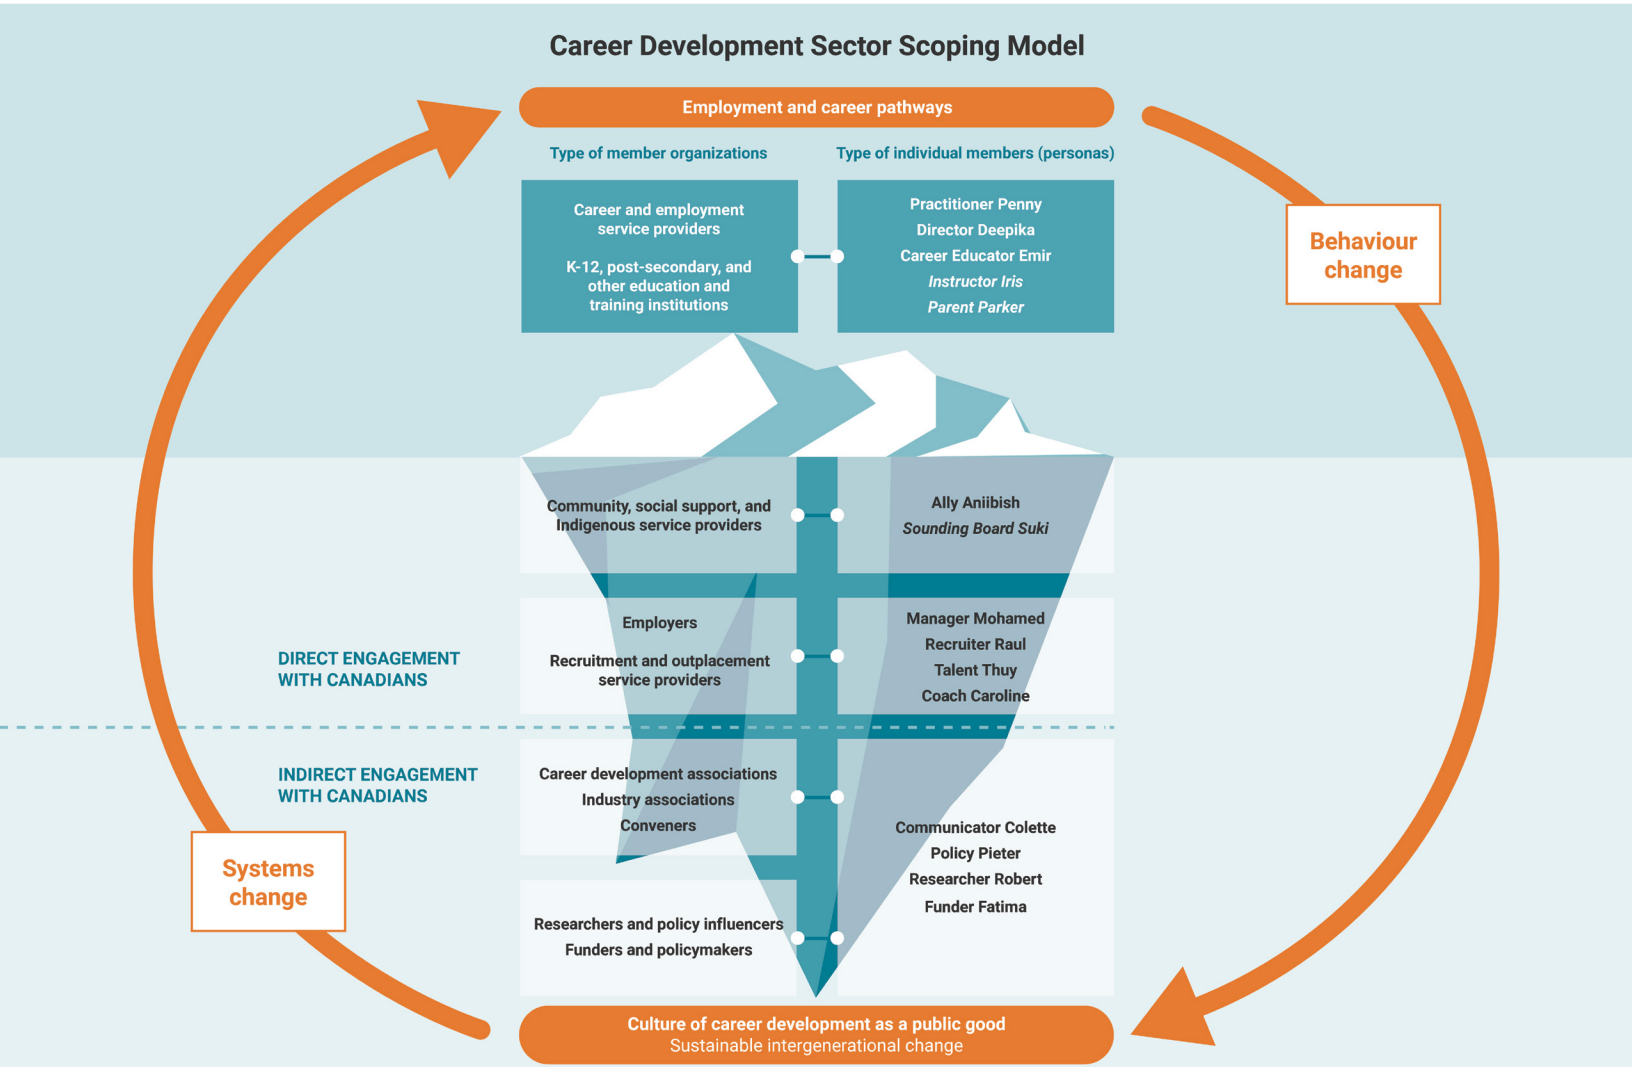 Career Development Sector Scoping Model
Employment and career pathways
Type of member organizations
Type of individual members (personas)
Career and employment
service providers
K-12, post-secondary, and
other education and
training institutions
Practitioner Penny
Director Deepika
Career Educator Emir
Instructor Iris
Parent Parker
Behaviour
change
Community, social support, and
Indigenous service providers
Ally Aniibish
Sounding Board Suki
Employers
Recruitment and outplacement
service providers
Manager Mohamed
Recruiter Raul
Talent Thuy
Coach Caroline
DIRECT ENGAGEMENT
WITH CANADIANS
INDIRECT ENGAGEMENT
WITH CANADIANS
Career development associations
Industry associations
Conveners
Communicator Colette
Policy Pieter
Researcher Robert
Funder Fatima
Systems
change
Researchers and policy influencers
Funders and policymakers
Culture of career development as a public good
Sustainable intergenerational change